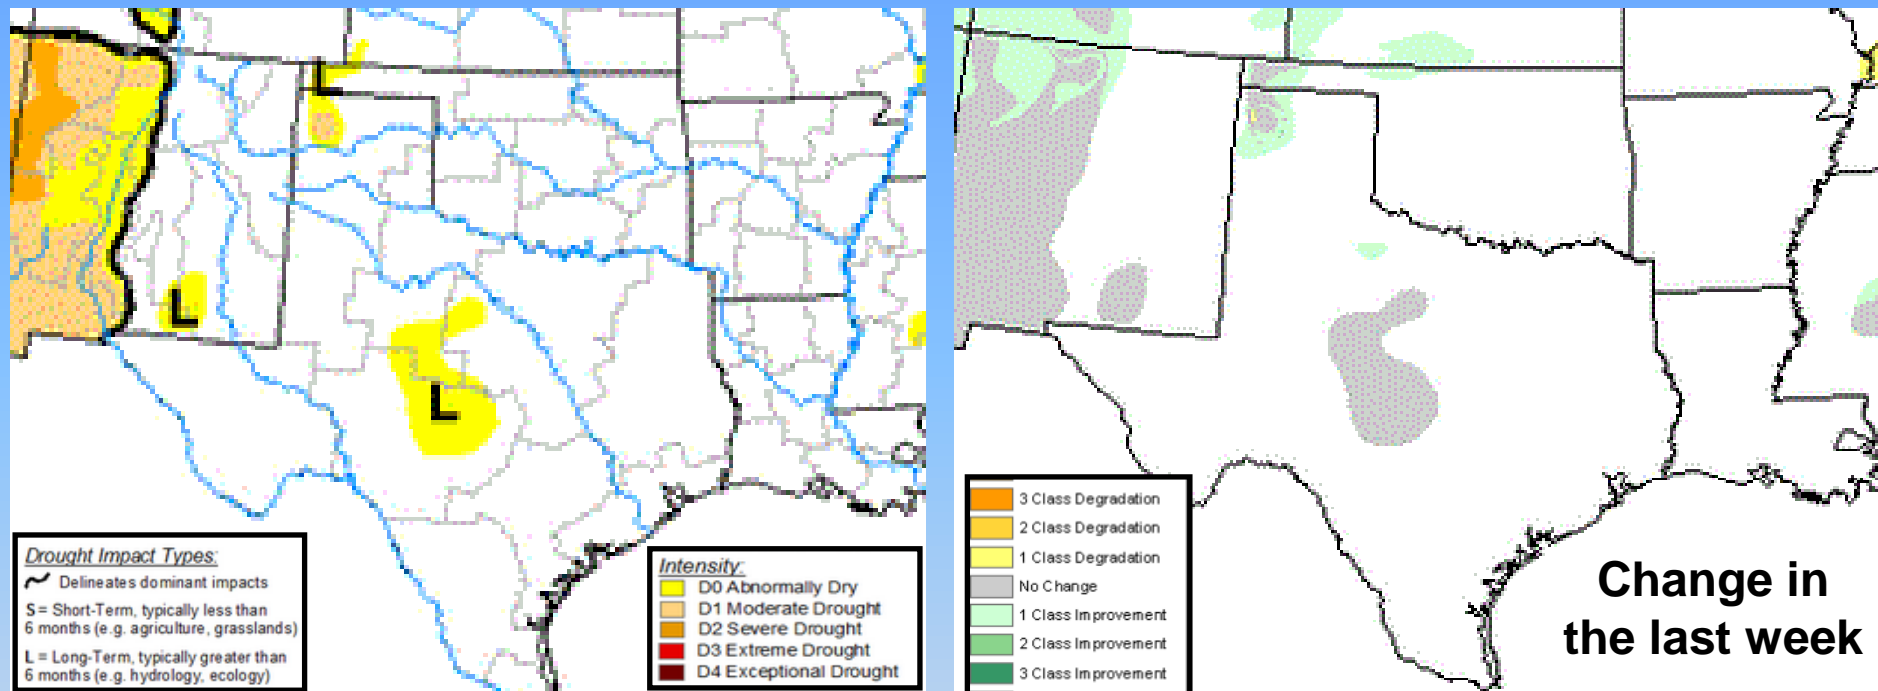 L
L
L
Drought Impact Types:
Delineates dominant impacts
S = Short-Term, typically less than
6 months (e.g. agriculture, grasslands)
L = Long-Term, typically greater than
6 months (e.g. hydrology, ecology)
Intensity:
D0 Abnormally Dry
D1 Moderate Drought
D2 Severe Drought
D3 Extreme Drought
D4 Exceptional Drought
3 Class Degradation
2 Class Degradation
1 Class Degradation
No Change
1 Class Improvement
2 Class Improvement
3 Class Improvement
Change in
the last week